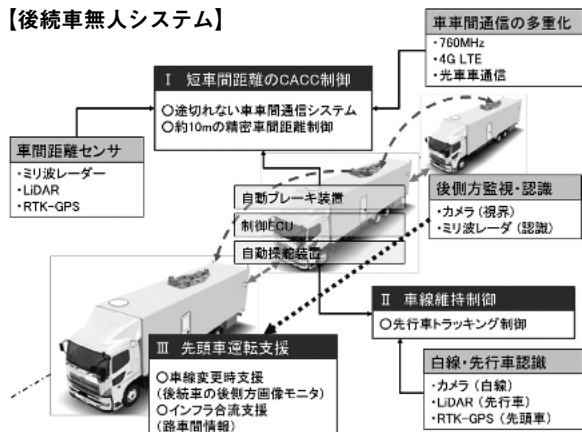 【後続車無人システム】
車車間通信の多重化
・760MHz
・4G LTE
・光車車通信
Ⅰ 短車間距離のCACC制御
○途切れない車車間通信システム
○約10mの精密車間距離制御
車間距離センサ
・ミリ波レーダー
・LiDAR
・RTK-GPS
自動ブレーキ装置
制御ECU
自動操舵装置
後側方監視・認識
・カメラ(視界)
・ミリ波レーダ(認識)
Ⅱ 車線維持制御
○先行車トラッキング制御
Ⅲ 先頭車運転支援
○車線変更時支援
(後続車の後側方画像モニタ)
○インフラ合流支援
(路車間情報)
白線・先行車認識
・カメラ(白線)
・LiDAR(先行車)
・RTK-GPS(先頭車)